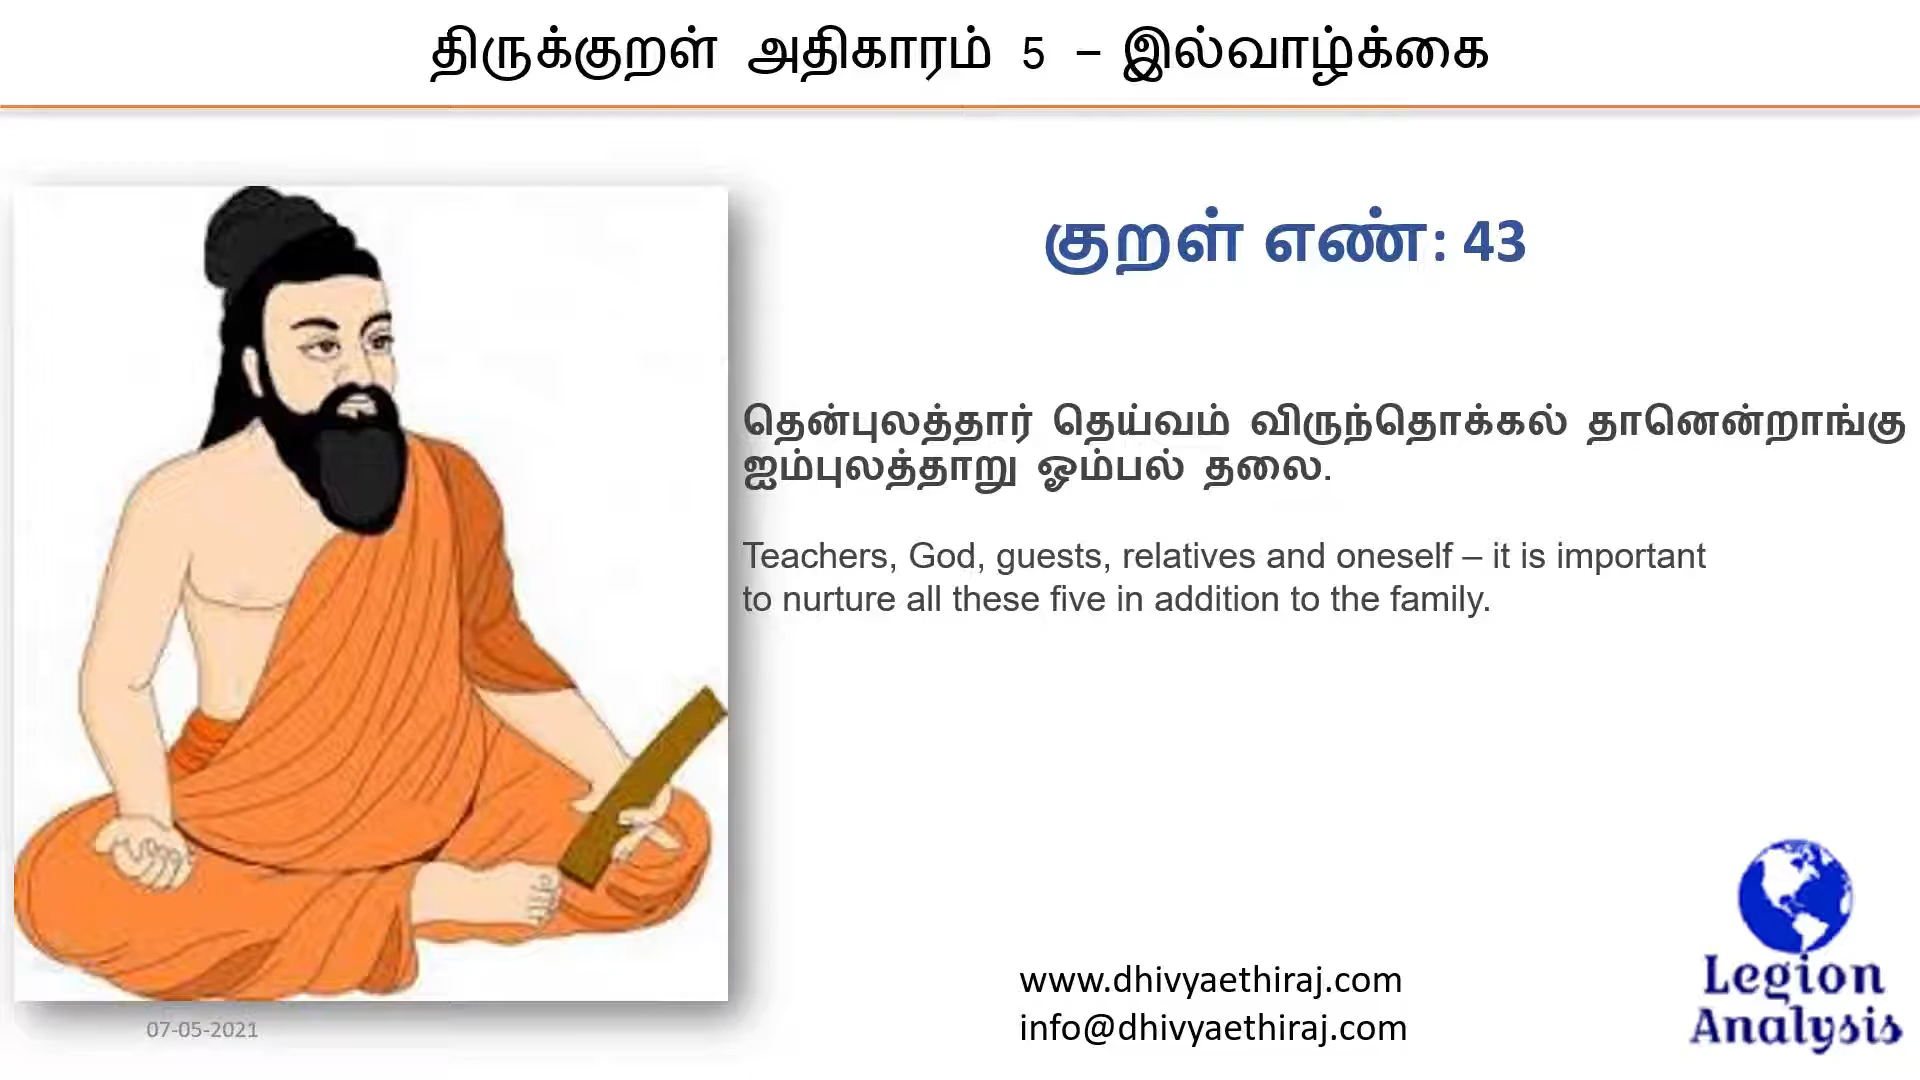 திருக்குறள் அதிகாரம் 5 – இல்வாழ்க்கை
குறள் எண்: 43
தென்புலத்தார் தெய்வம் விருந்தொக்கல் தானென்றாங்கு
ஐம்புலத்தாறு ஓம்பல் தலை.
Teachers, God, guests, relatives and oneself – it is important
to nurture all these five in addition to the family.
www.dhivyaethiraj.com
info@dhivyaethiraj.com
Legion
Analysis
07-05-2021